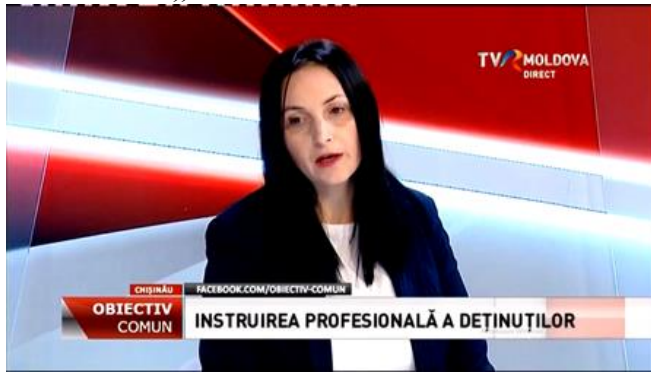 TVR MOLDOVA
DIRECT
CHIȘINĂU
FACEBOOK.COM/OBIECTIV-COMUN
OBIECTIV
COMUN
INSTRUIREA PROFESIONALĂ A DEȚINUȚILOR